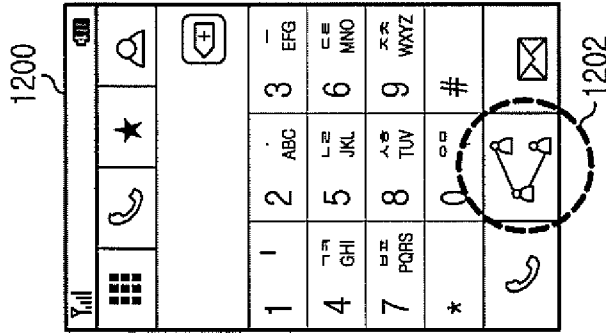 1200
1 ㅣ 2 · ABC 3 ㅡ EFG
4 ㄱㅋ GHI 5 ㄴㄹ JKL 6 ㄷㅌ MNO
7 ㅂㅍ PQRS 8 ㅅㅎ TUV 9 ㅈㅊ WXYZ
* 0 ㅇㅁ #
1202